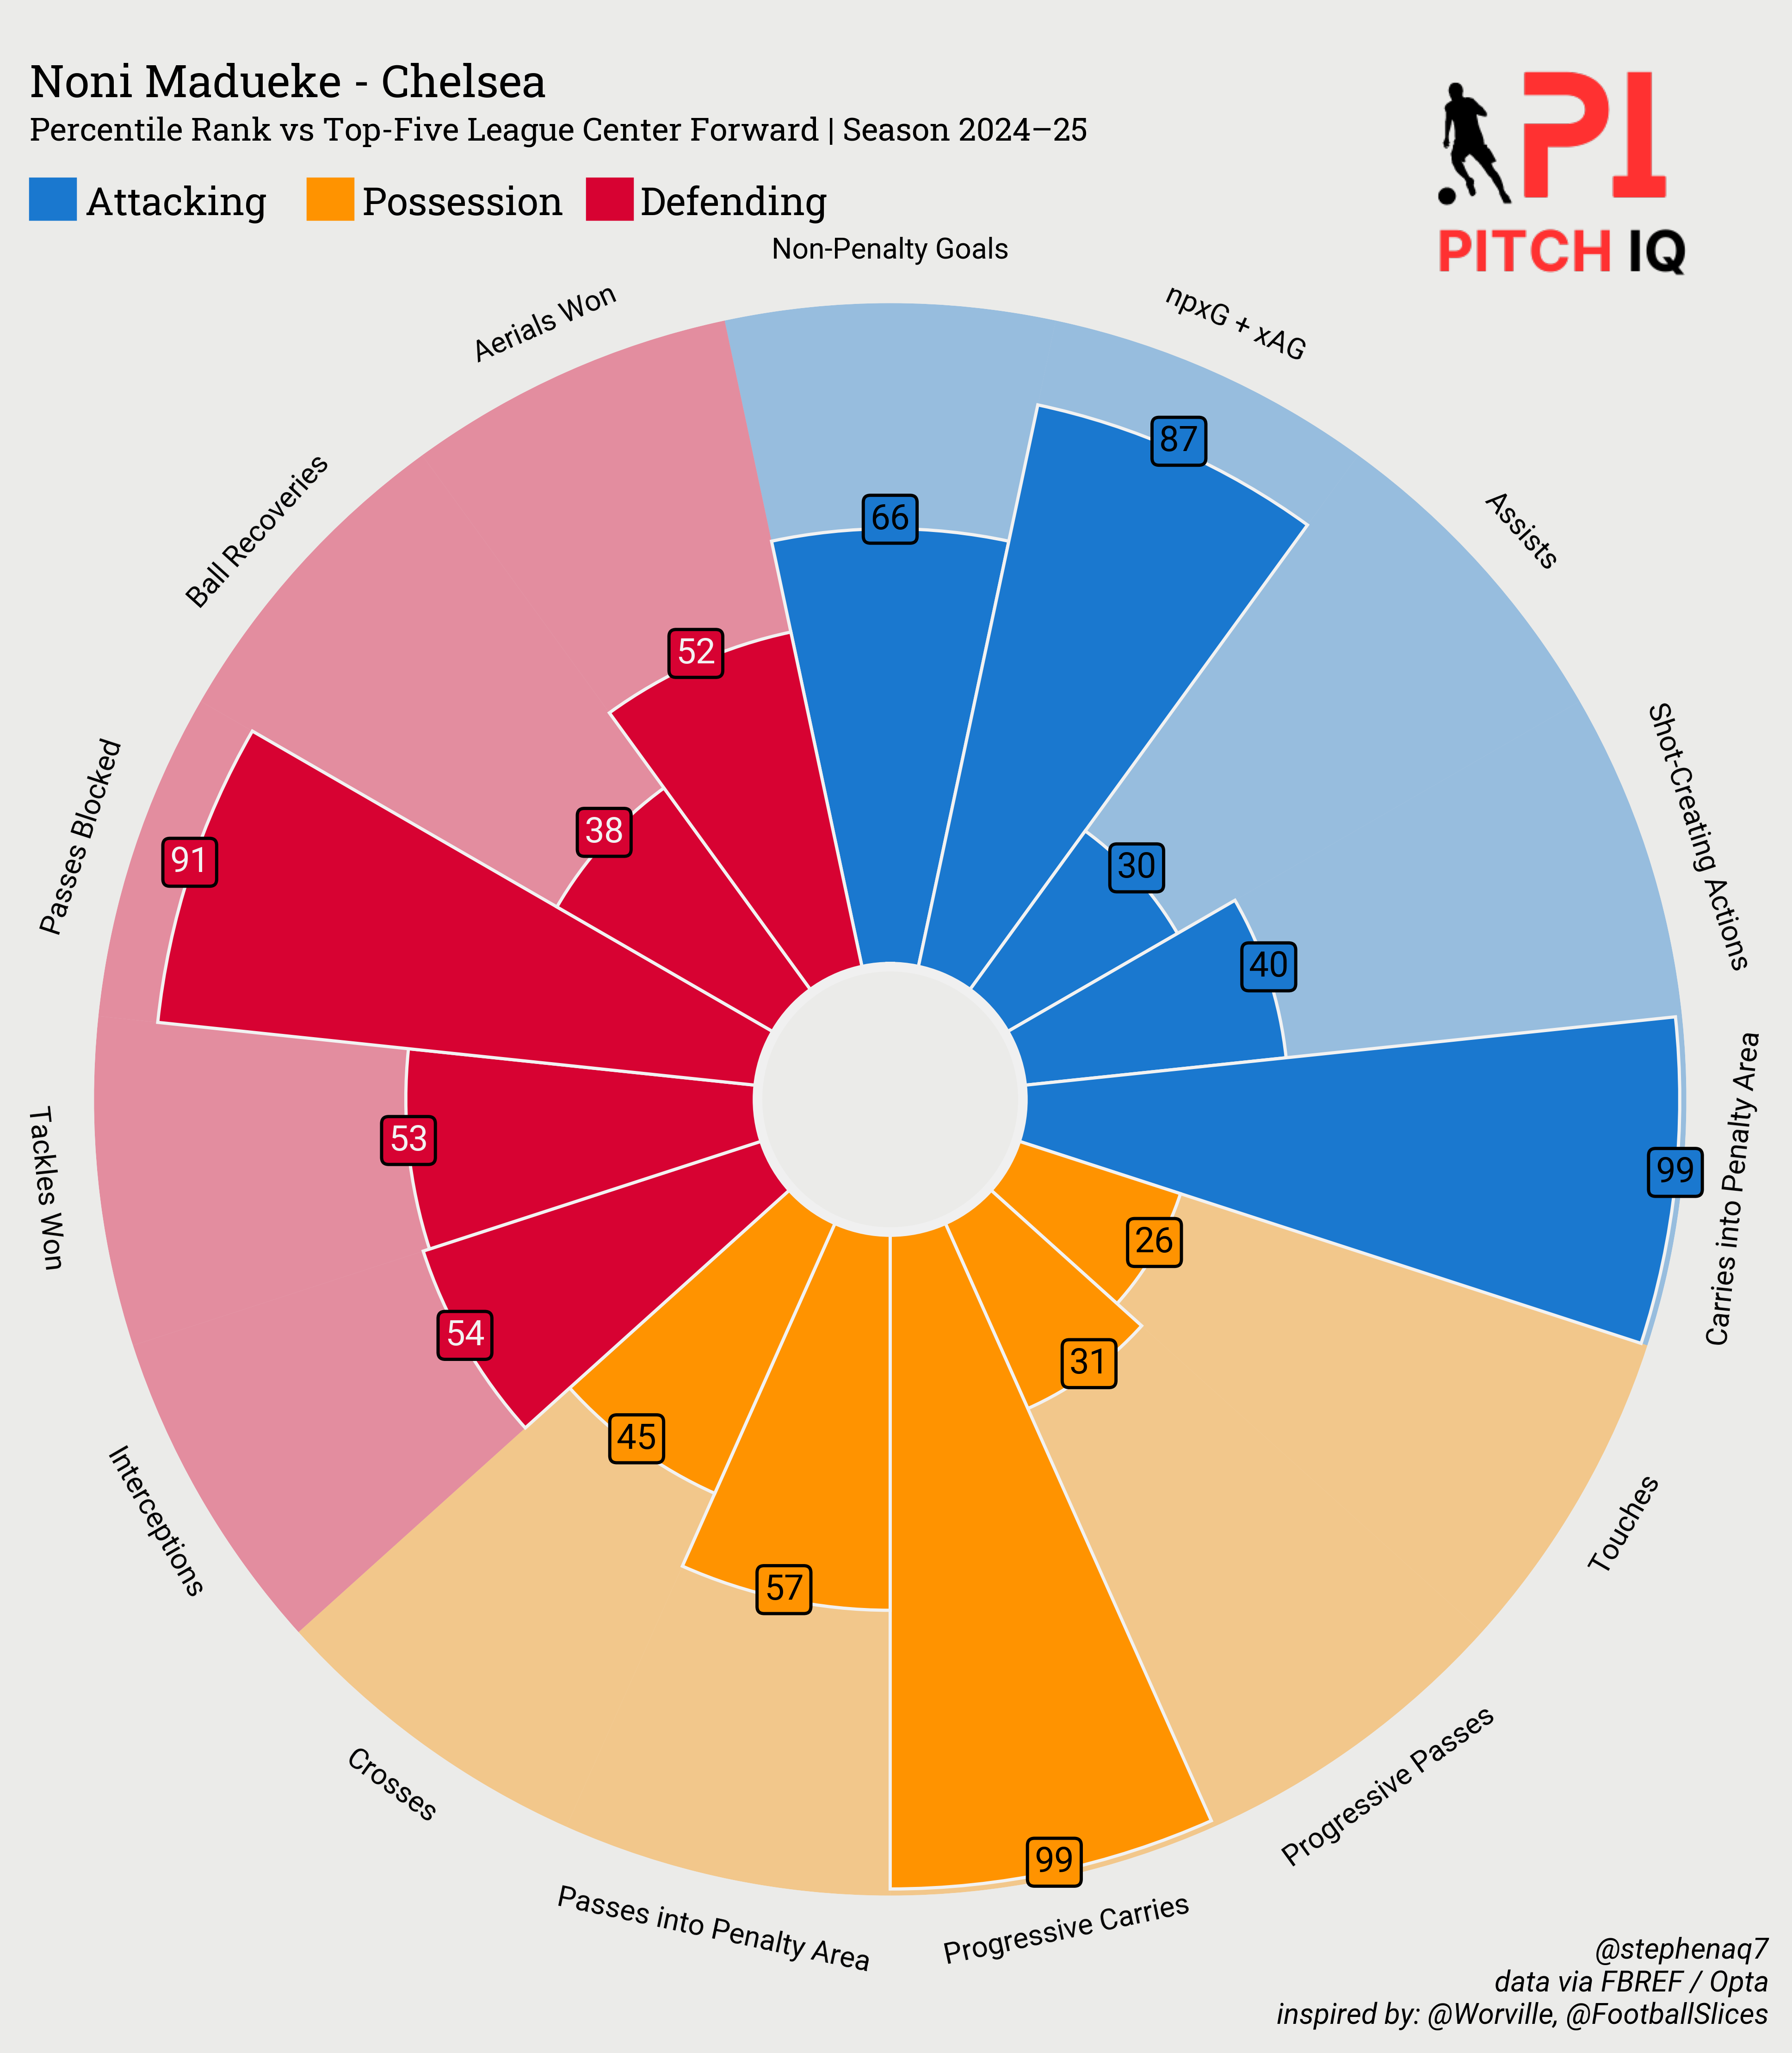 Noni Madueke - Chelsea
Percentile Rank vs Top-Five League Center Forward | Season 2024–25
Attacking
Possession
Defending
PI
PITCH IQ
Non-Penalty Goals
npxG + xAG
Assists
Shot-Creating Actions
Carries into Penalty Area
Touches
Progressive Passes
Progressive Carries
Passes into Penalty Area
Crosses
Interceptions
Tackles Won
Passes Blocked
Ball Recoveries
Aerials Won
66
87
30
40
99
26
31
99
57
45
54
53
91
38
52
@stephenaq7
data via FBREF / Opta
inspired by: @Worville, @FootballSlices